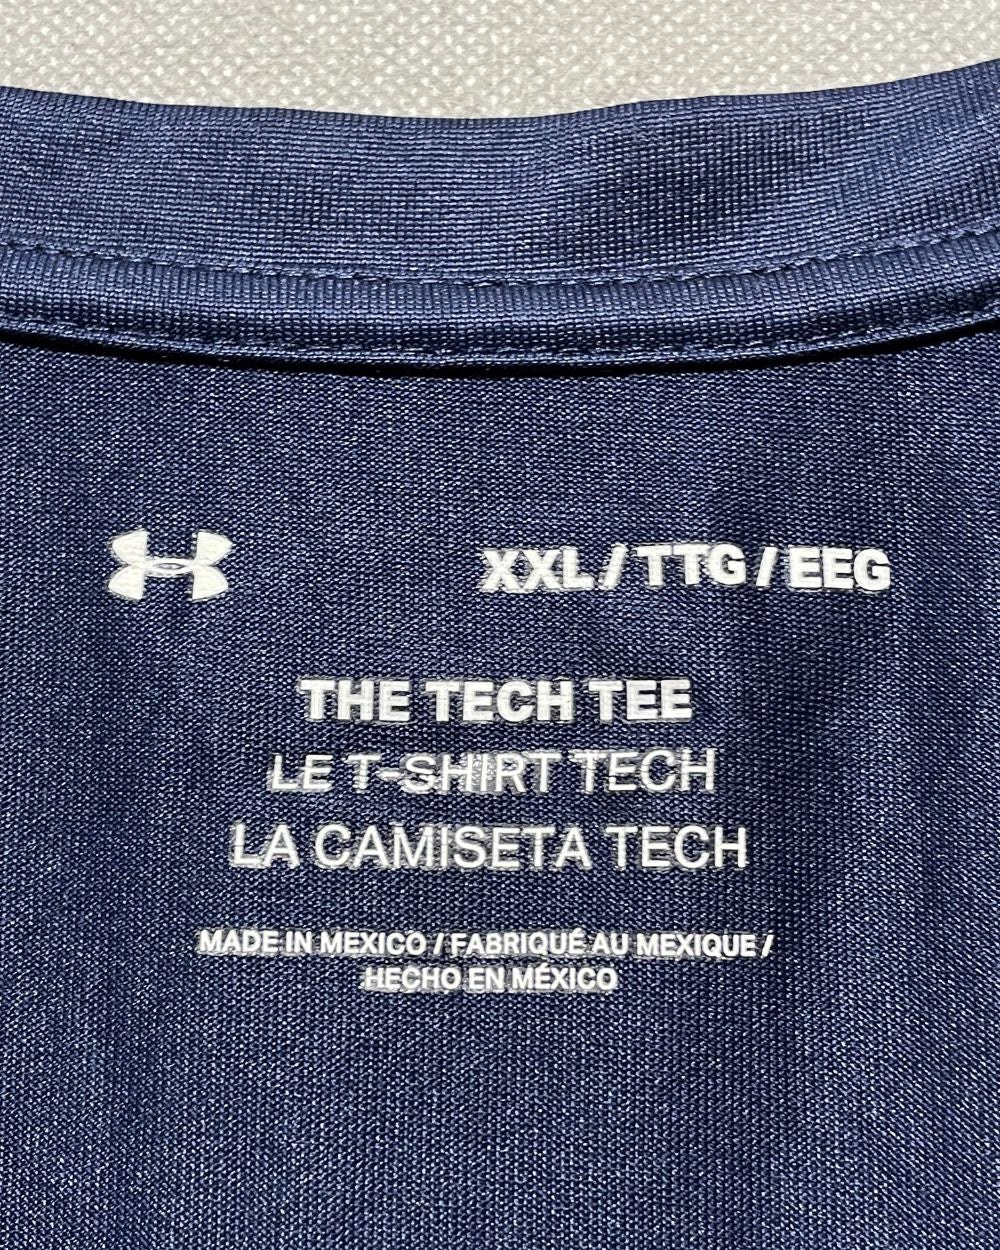 XXL / TTG / EEG
THE TECH TEE
LE T-SHIRT TECH
LA CAMISETA TECH
MADE IN MEXICO / FABRIQUÉ AU MEXIQUE /
HECHO EN MÉXICO